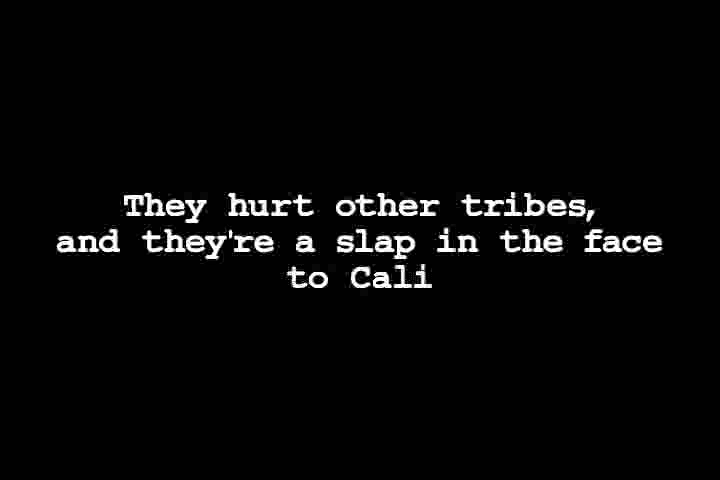 They hurt other tribes,
and they're a slap in the face
to Cali